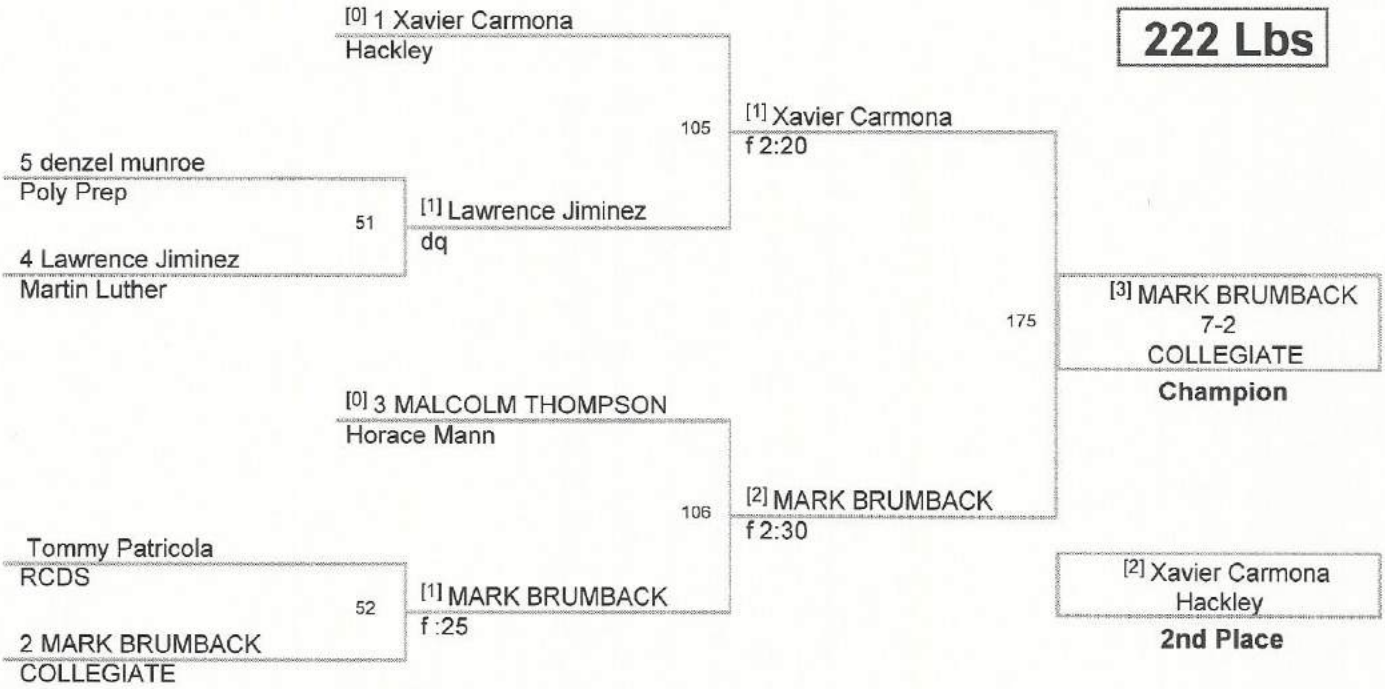 [0] 1 Xavier Carmona
Hackley
222 Lbs
105
[1] Xavier Carmona
f 2:20
5 denzel munroe
Poly Prep
51
[1] Lawrence Jiminez
dq
4 Lawrence Jiminez
Martin Luther
175
[3] MARK BRUMBACK
7-2
COLLEGIATE
Champion
[0] 3 MALCOLM THOMPSON
Horace Mann
106
[2] MARK BRUMBACK
f 2:30
Tommy Patricola
RCDS
52
[1] MARK BRUMBACK
f :25
2 MARK BRUMBACK
COLLEGIATE
[2] Xavier Carmona
Hackley
2nd Place